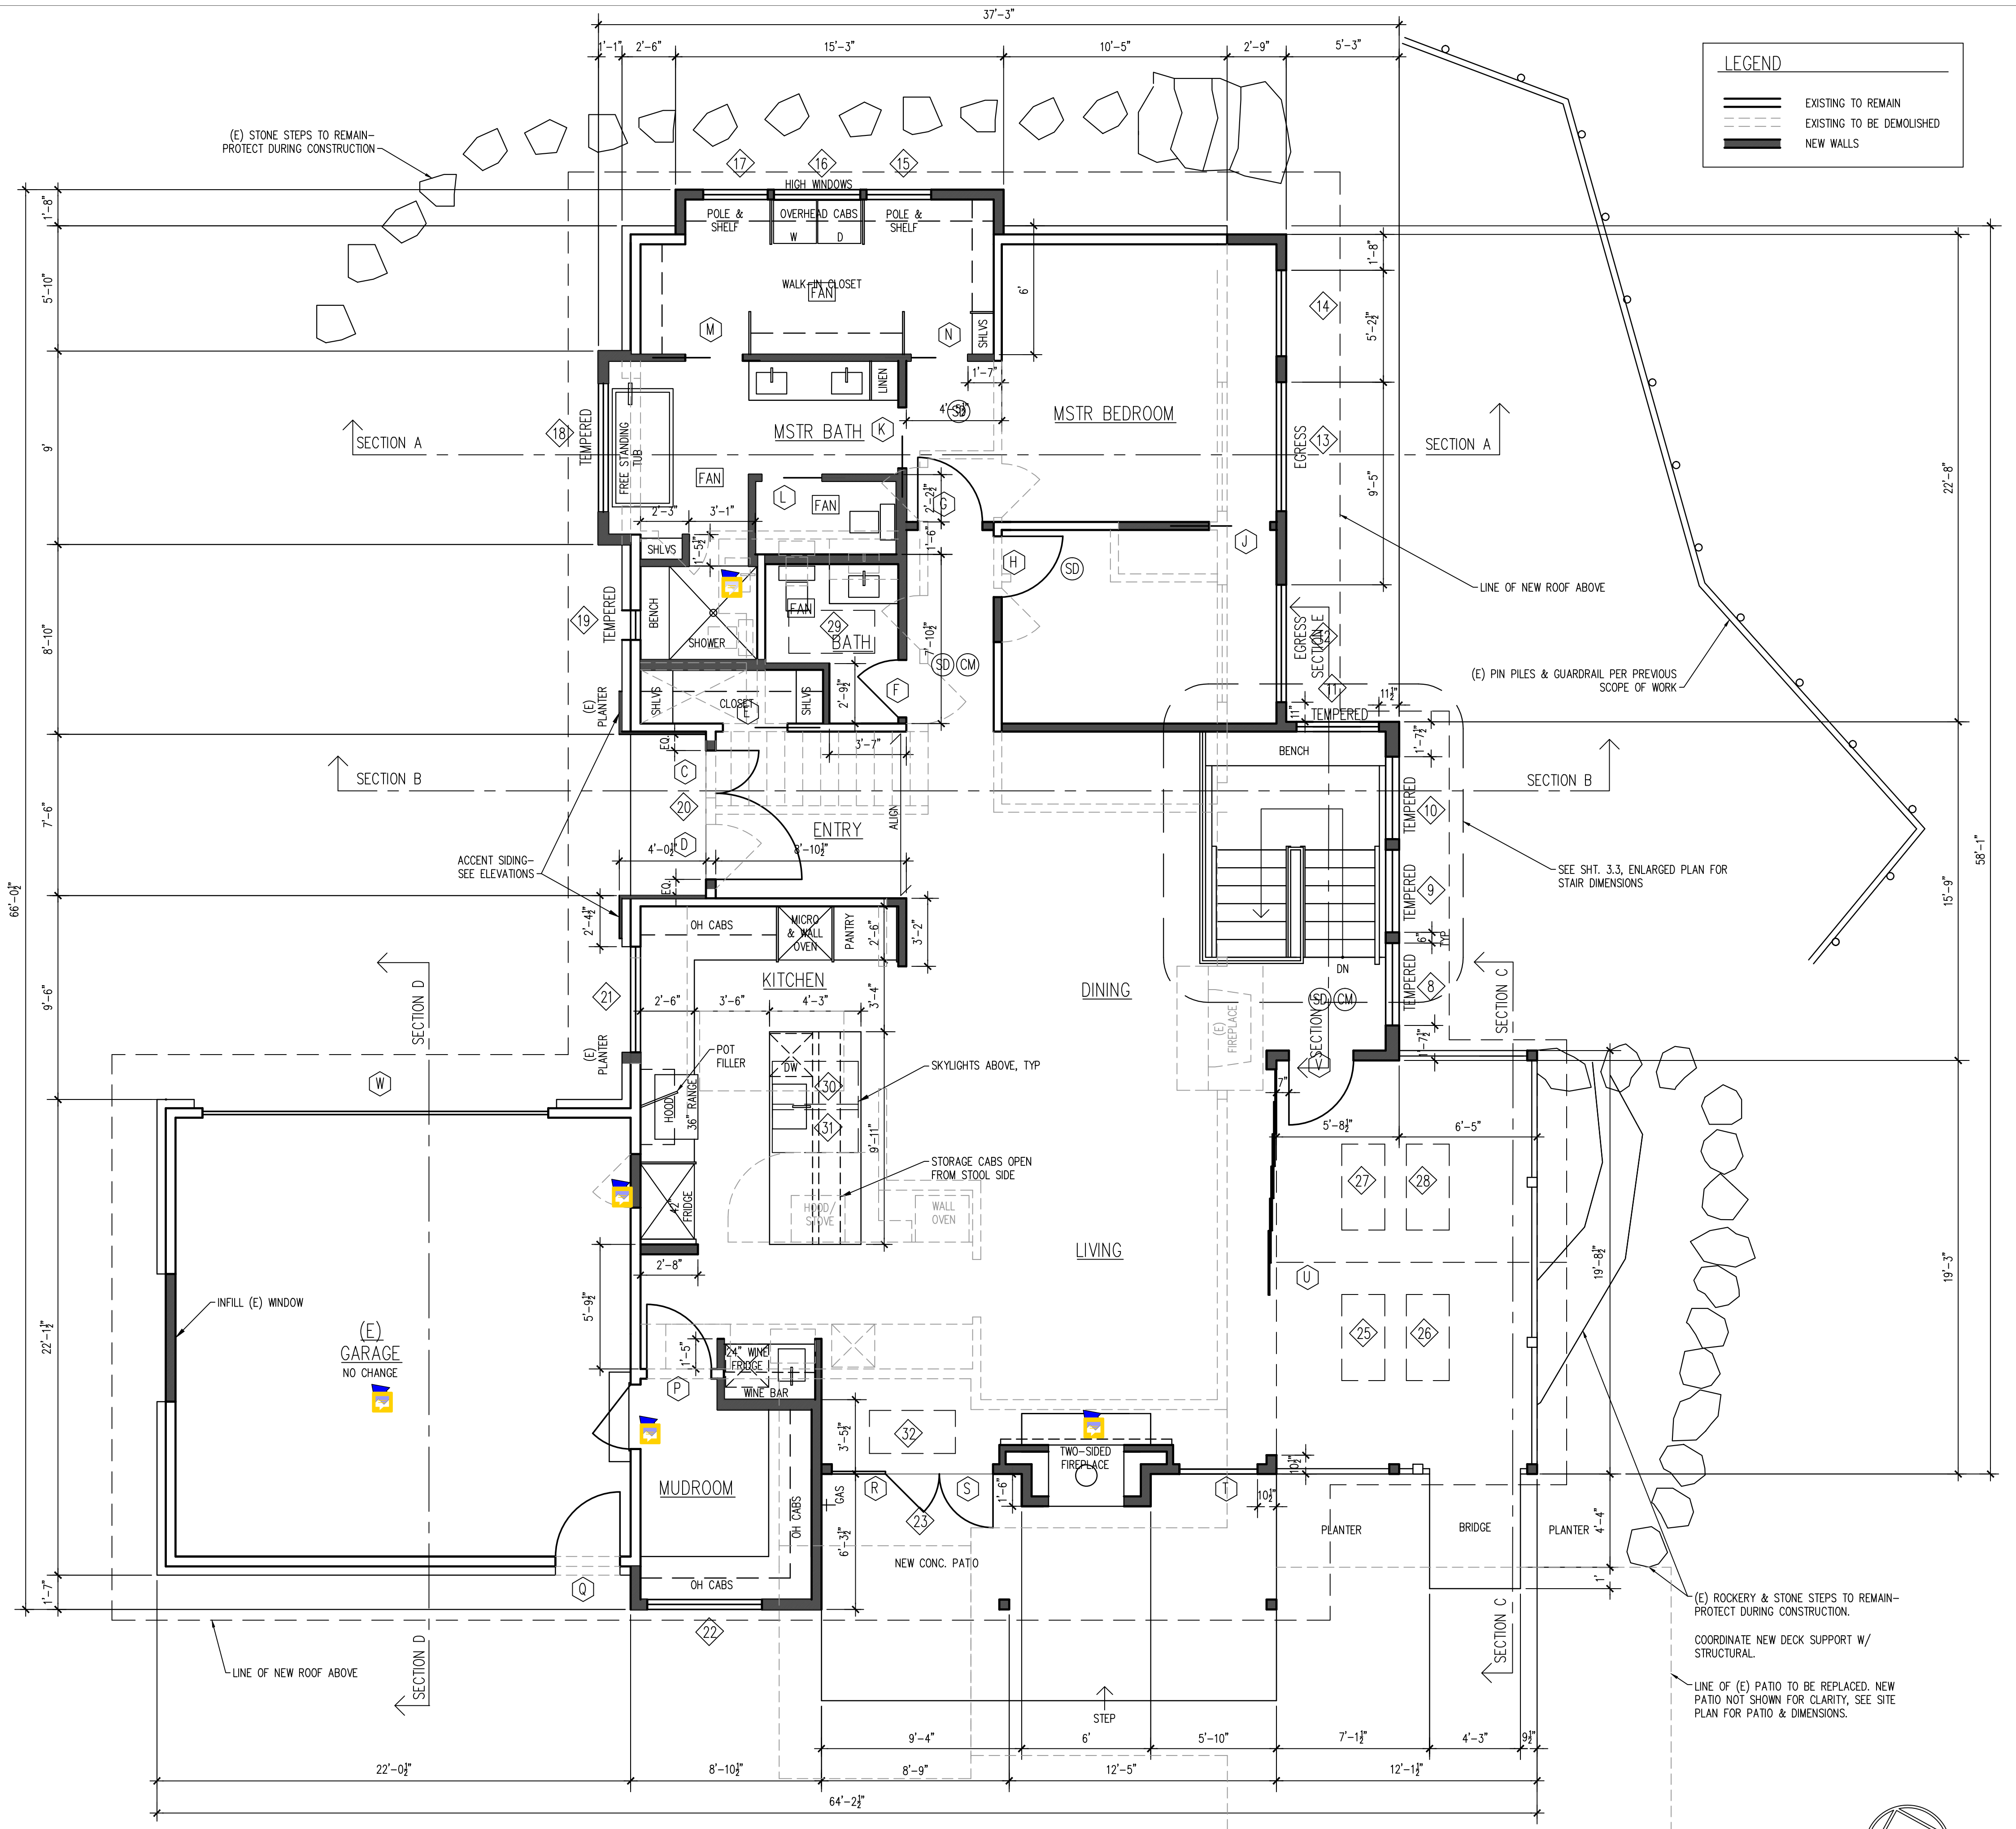 37'-3"
1'-1"
2'-6"
15'-3"
10'-5"
2'-9"
5'-3"
LEGEND
EXISTING TO REMAIN
EXISTING TO BE DEMOLISHED
NEW WALLS
(E) STONE STEPS TO REMAIN-
PROTECT DURING CONSTRUCTION
17
16
15
HIGH WINDOWS
POLE &
SHELF
OVERHEAD CABS
W
D
POLE &
SHELF
WALK-IN CLOSET
FAN
M
N
SHLVS
6'
1'-8"
5'-10"
9'
8'-10"
7'-6"
9'-6"
22'-1½"
1'-7"
66'-0½"
1'-8"
14
5'-2½"
1'-7"
4'-5½"
SD
LINEN
MSTR BEDROOM
MSTR BATH
K
18
TEMPERED
FREE STANDING
TUB
SECTION A
SECTION A
EGRESS
13
9'-5"
22'-8"
FAN
L
FAN
2'-2½"
G
1'-6"
2'-3"
3'-1"
SHLVS
1'-5½"
H
SD
J
LINE OF NEW ROOF ABOVE
19
TEMPERED
BENCH
SHOWER
FAN
29
BATH
7'-10½"
SD
CM
EGRESS
12
SECTION E
(E) PIN PILES & GUARDRAIL PER PREVIOUS
SCOPE OF WORK
(E)
PLANTER
SHLVS
CLOSET
E
SHLVS
2'-9½"
F
11
11½"
11"
TEMPERED
1'-7½"
EQ.
3'-7"
BENCH
SECTION B
SECTION B
C
20
D
ENTRY
ALIGN
4'-0½"
8'-10½"
EQ.
TEMPERED
10
58'-1"
ACCENT SIDING-
SEE ELEVATIONS
SEE SHT. 3.3, ENLARGED PLAN FOR
STAIR DIMENSIONS
TEMPERED
9
15'-9"
2'-4½"
OH CABS
MICRO
& WALL
OVEN
PANTRY
2'-6"
3'-2"
6"
TYP
DN
TEMPERED
8
SD
CM
KITCHEN
DINING
SECTION D
21
2'-6"
3'-6"
4'-3"
3'-4"
(E)
FIREPLACE
SECTION E
SECTION C
1'-7½"
(E)
PLANTER
POT
FILLER
DW
SKYLIGHTS ABOVE, TYP
W
30
31
HOOD
36" RANGE
9'-11"
V
7"
5'-8½"
6'-5"
STORAGE CABS OPEN
FROM STOOL SIDE
42"
FRIDGE
HOOD/
STOVE
WALL
OVEN
27
28
LIVING
2'-8"
U
19'-8½"
19'-3"
INFILL (E) WINDOW
5'-9½"
(E)
GARAGE
NO CHANGE
25
26
1'-5"
24" WINE
FRIDGE
WINE BAR
P
32
3'-5½"
TWO-SIDED
FIREPLACE
10½"
MUDROOM
GAS
R
S
1'-6"
T
10½"
23
OH CABS
6'-3½"
PLANTER
BRIDGE
PLANTER
4'-4"
NEW CONC. PATIO
1'
OH CABS
Q
22
(E) ROCKERY & STONE STEPS TO REMAIN-
PROTECT DURING CONSTRUCTION.
COORDINATE NEW DECK SUPPORT W/
STRUCTURAL.
SECTION D
SECTION C
LINE OF NEW ROOF ABOVE
LINE OF (E) PATIO TO BE REPLACED. NEW
PATIO NOT SHOWN FOR CLARITY, SEE SITE
PLAN FOR PATIO & DIMENSIONS.
STEP
9'-4"
6'
5'-10"
7'-1½"
4'-3"
9½"
22'-0½"
8'-10½"
8'-9"
12'-5"
12'-1½"
64'-2½"